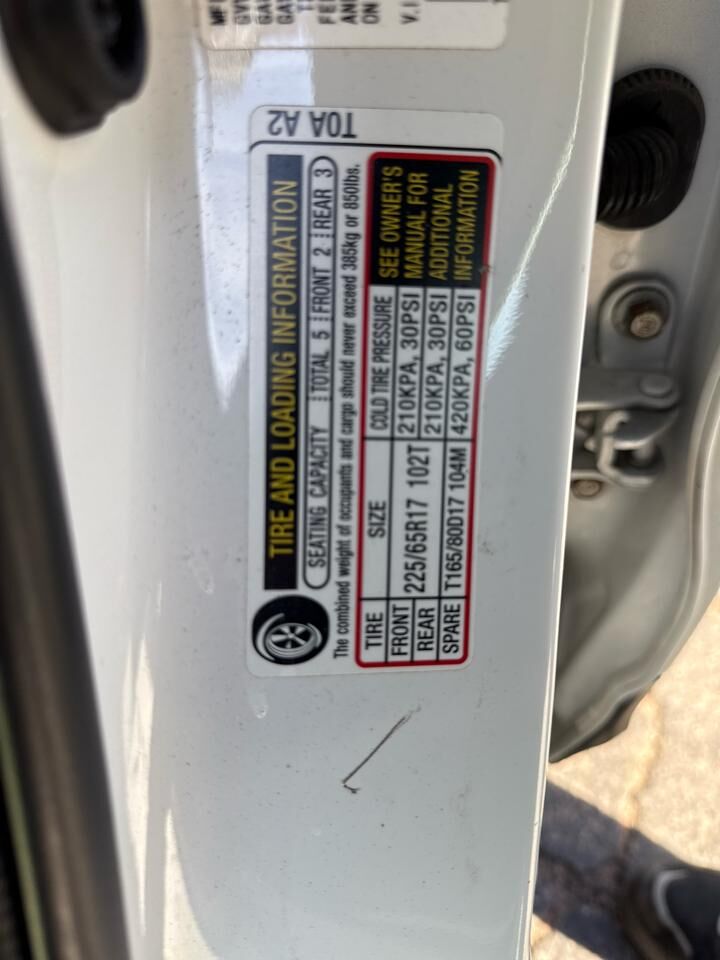 T0A A2
TIRE AND LOADING INFORMATION
SEATING CAPACITY TOTAL 5 FRONT 2 REAR 3
The combined weight of occupants and cargo should never exceed 385kg or 850lbs.
TIRE SIZE COLD TIRE PRESSURE
FRONT 225/65R17 102T 210KPA, 30PSI
REAR 210KPA, 30PSI
SPARE T165/80D17 104M 420KPA, 60PSI
SEE OWNER'S
MANUAL FOR
ADDITIONAL
INFORMATION
ON
V.I